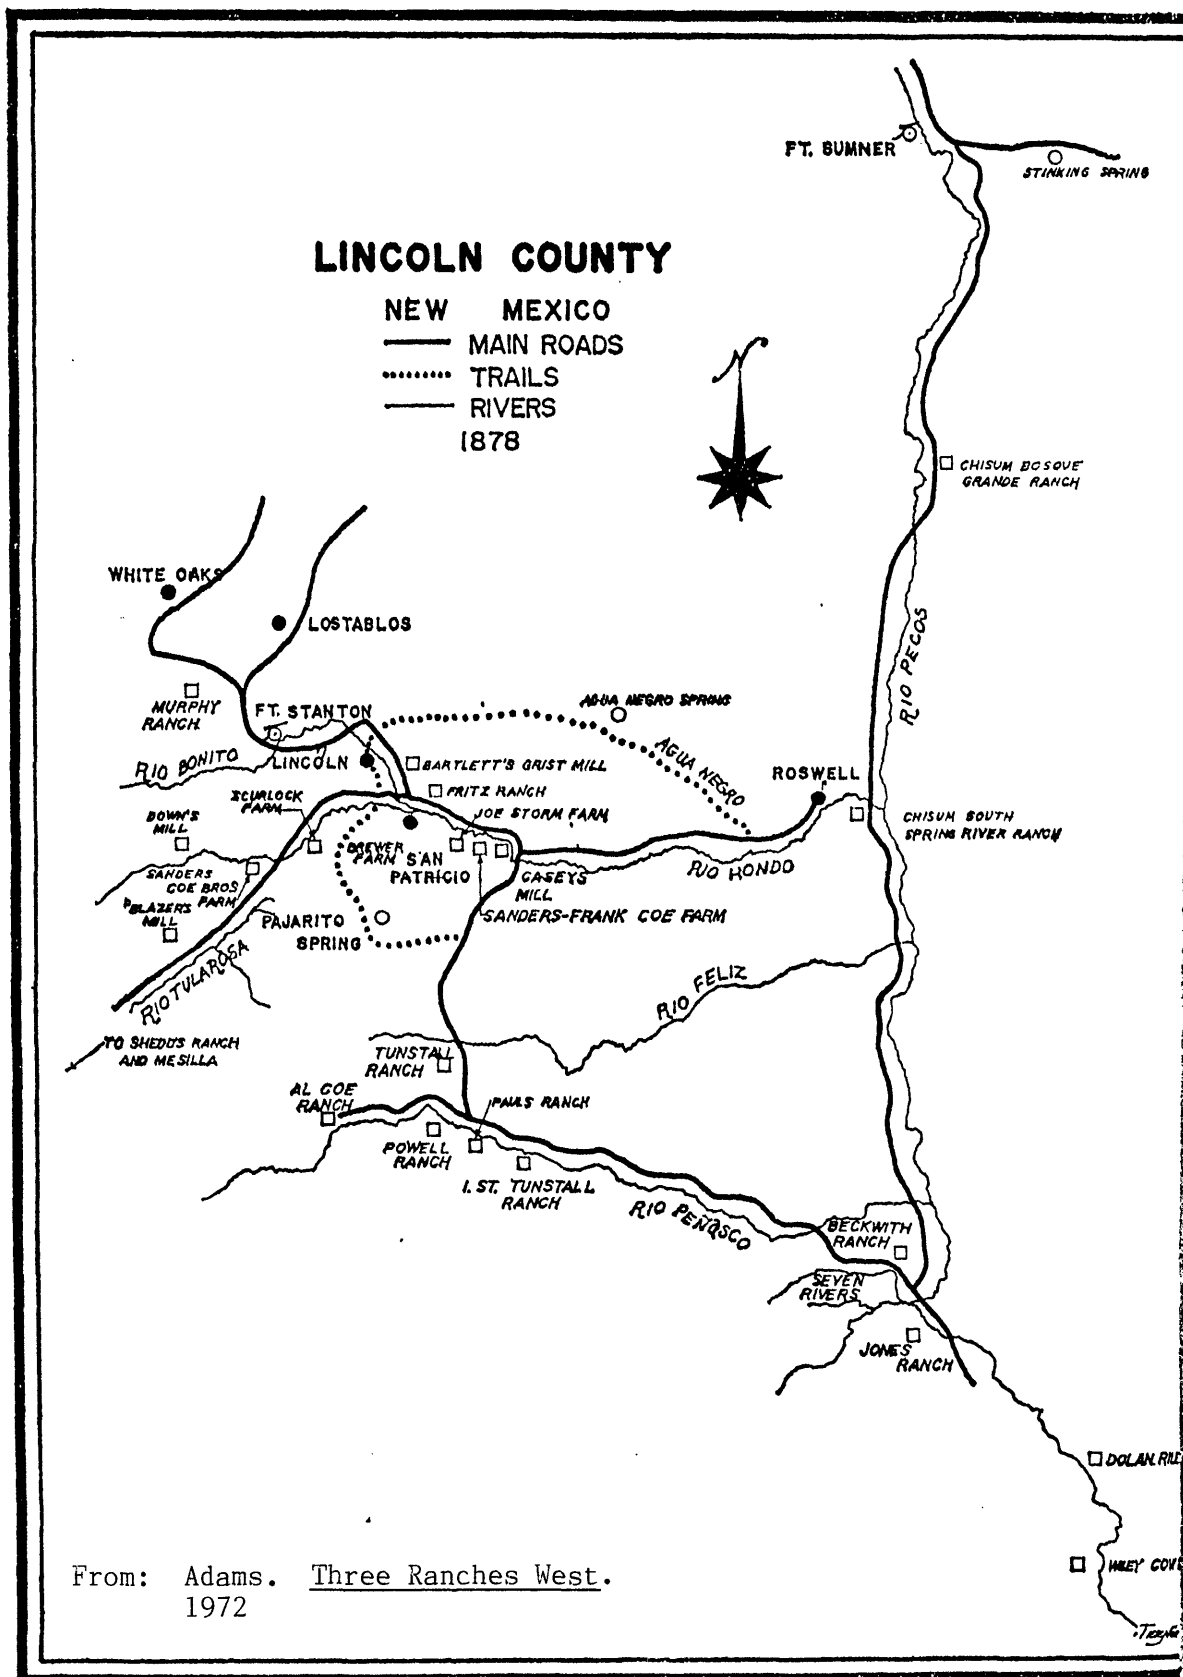 FT. SUMNER
STINKING SPRING
LINCOLN COUNTY
NEW MEXICO
MAIN ROADS
TRAILS
RIVERS
1878
N
CHISUM BOSQUE
GRANDE RANCH
WHITE OAKS
LOSTABLOS
RIO PECOS
MURPHY
RANCH
FT. STANTON
AGUA NEGRO SPRING
AGUA NEGRO
RIO BONITO
LINCOLN
BARTLETT'S GRIST MILL
ROSWELL
FRITZ RANCH
SCURLOCK
FARM
JOE STORM FARM
CHISUM SOUTH
SPRING RIVER RANCH
DOWN'S
MILL
BREWER
FARM
SAN
PATRICIO
RIO HONDO
SANDERS
COE BROS
FARM
CASEYS
MILL
BLAZER'S
MILL
SANDERS-FRANK COE FARM
PAJARITO
SPRING
RIO TULAROSA
RIO FELIZ
TO SHEDD'S RANCH
AND MESILLA
TUNSTALL
RANCH
AL COE
RANCH
PAULS RANCH
POWELL
RANCH
1. ST. TUNSTALL
RANCH
RIO PEÑASCO
BECKWITH
RANCH
SEVEN
RIVERS
JONES
RANCH
DOLAN
From: Adams. Three Ranches West.
1972